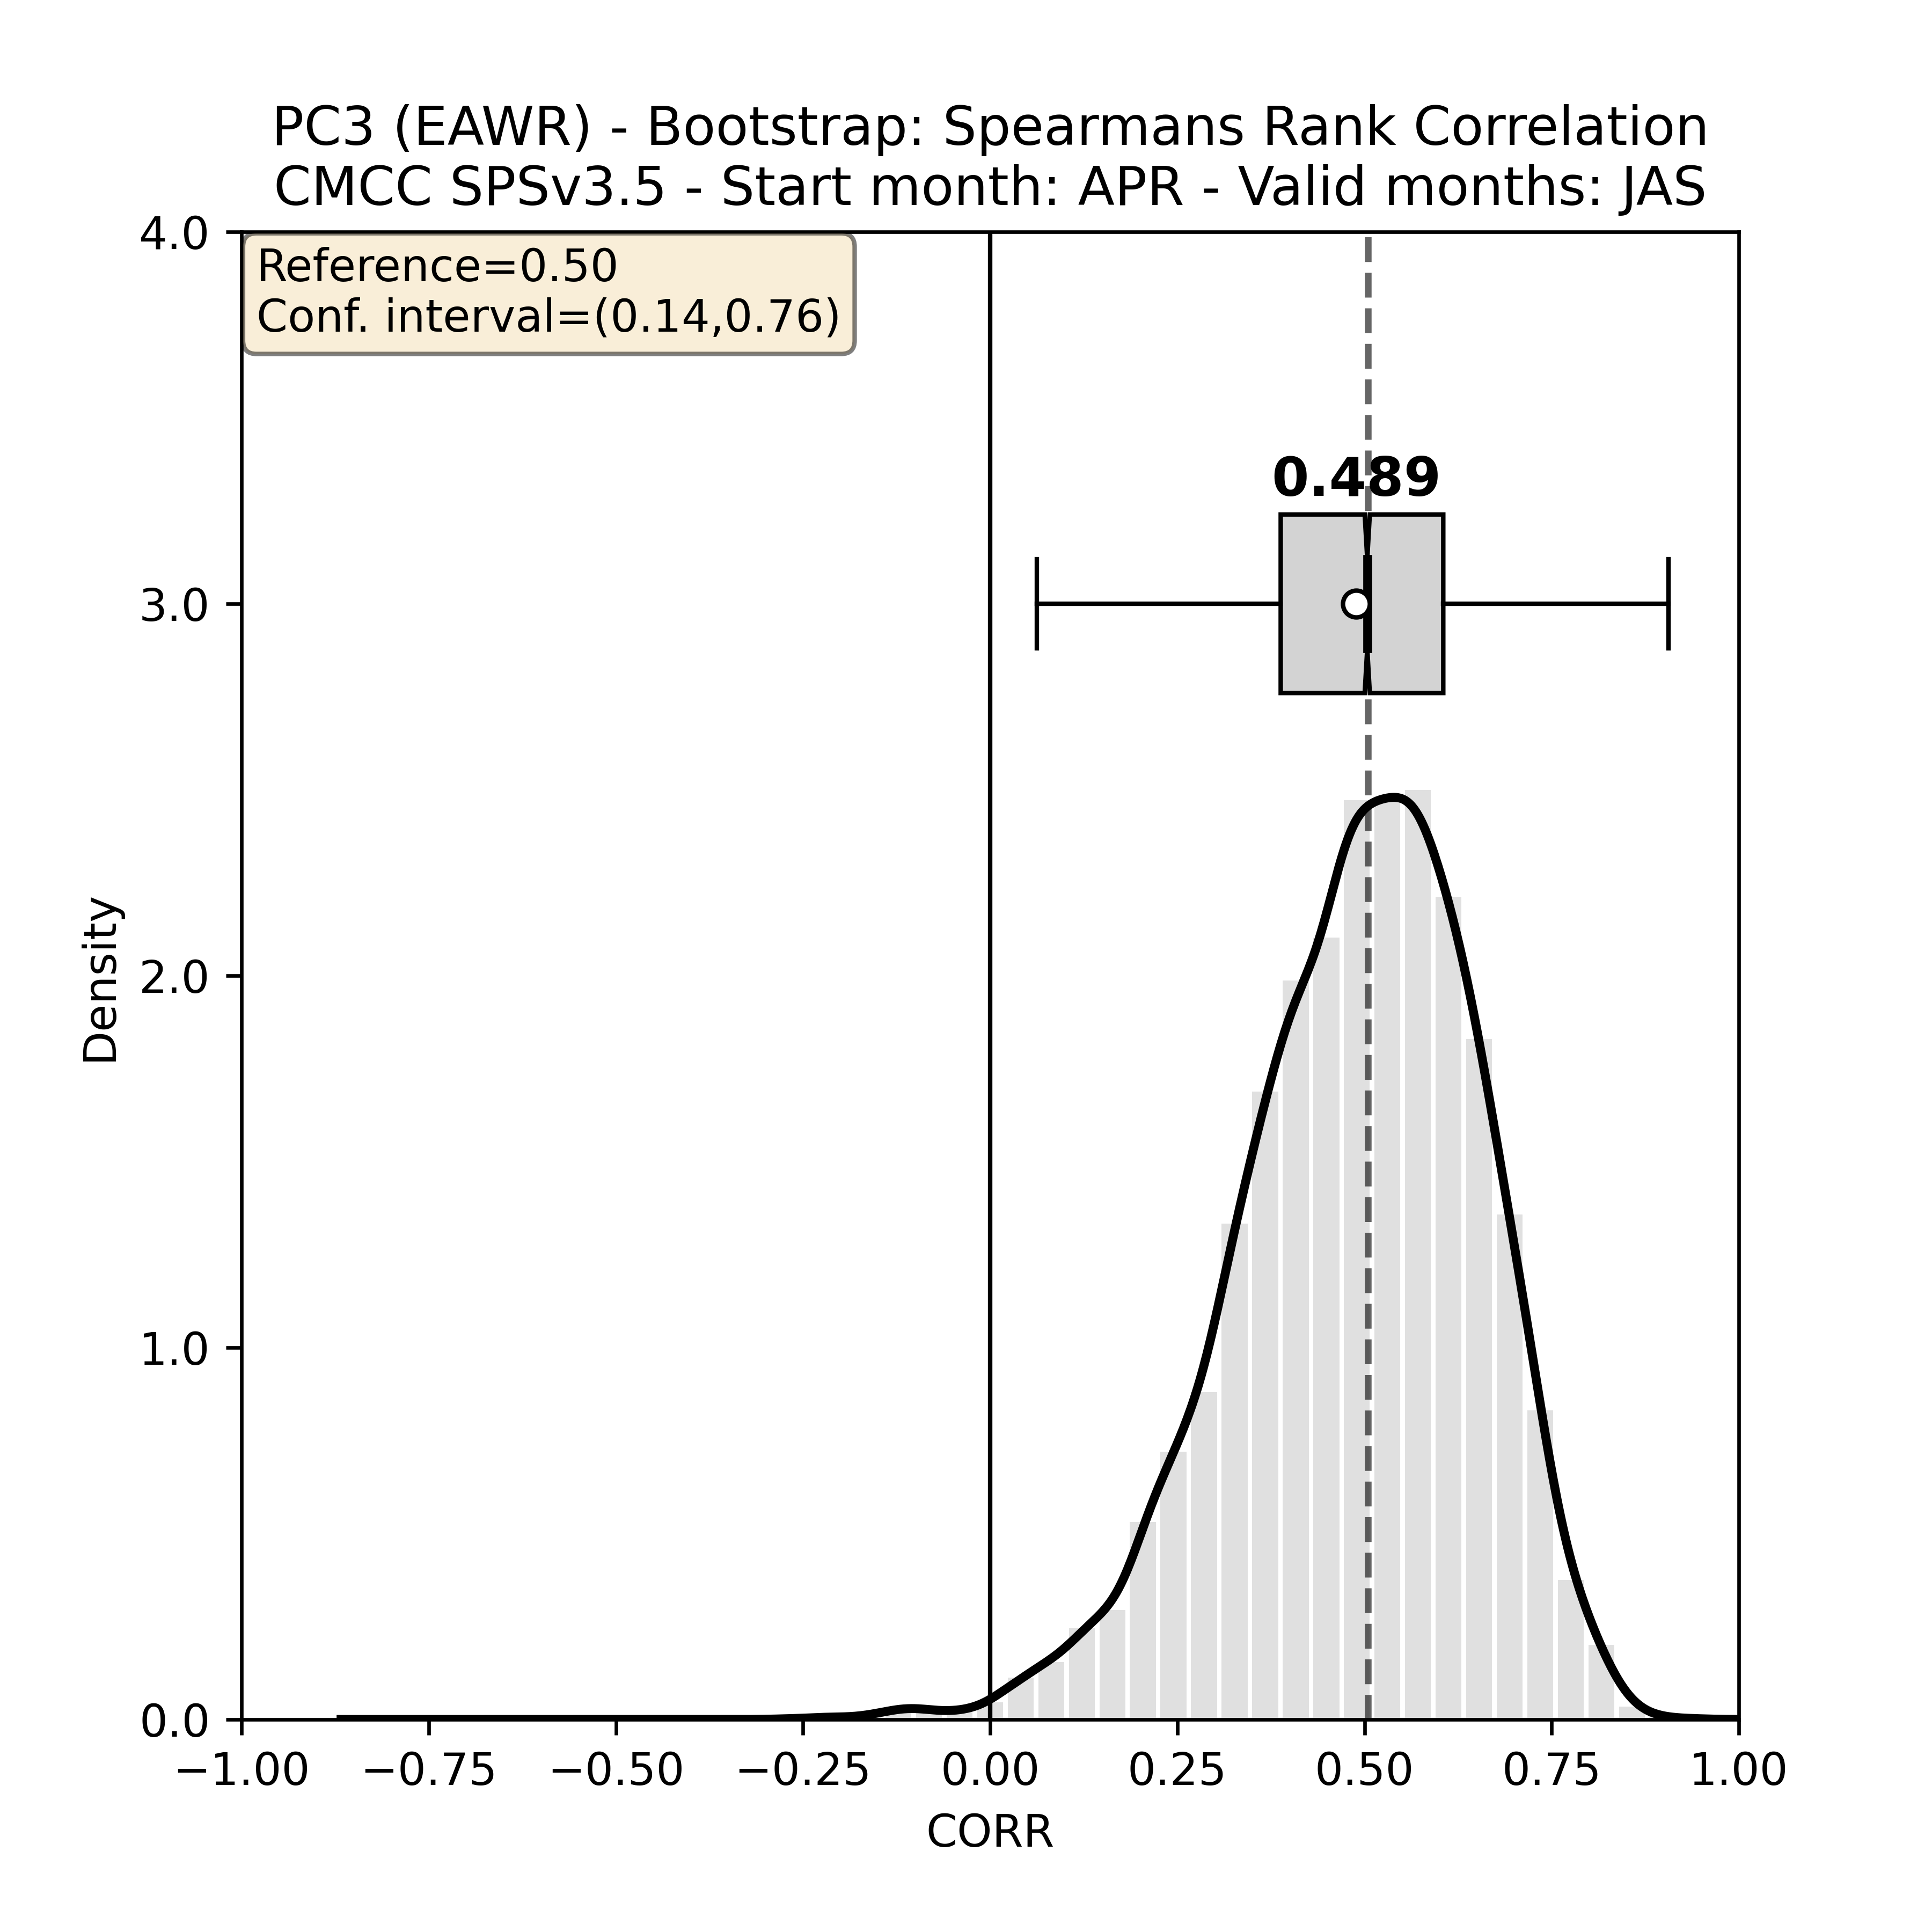 PC3 (EAWR) - Bootstrap: Spearmans Rank Correlation
CMCC SPSv3.5 - Start month: APR - Valid months: JAS
4.0
Reference=0.50
Conf. interval=(0.14,0.76)
0.489
3.0
Density
2.0
1.0
0.0
−1.00 −0.75 −0.50 −0.25 0.00 0.25 0.50 0.75 1.00
CORR